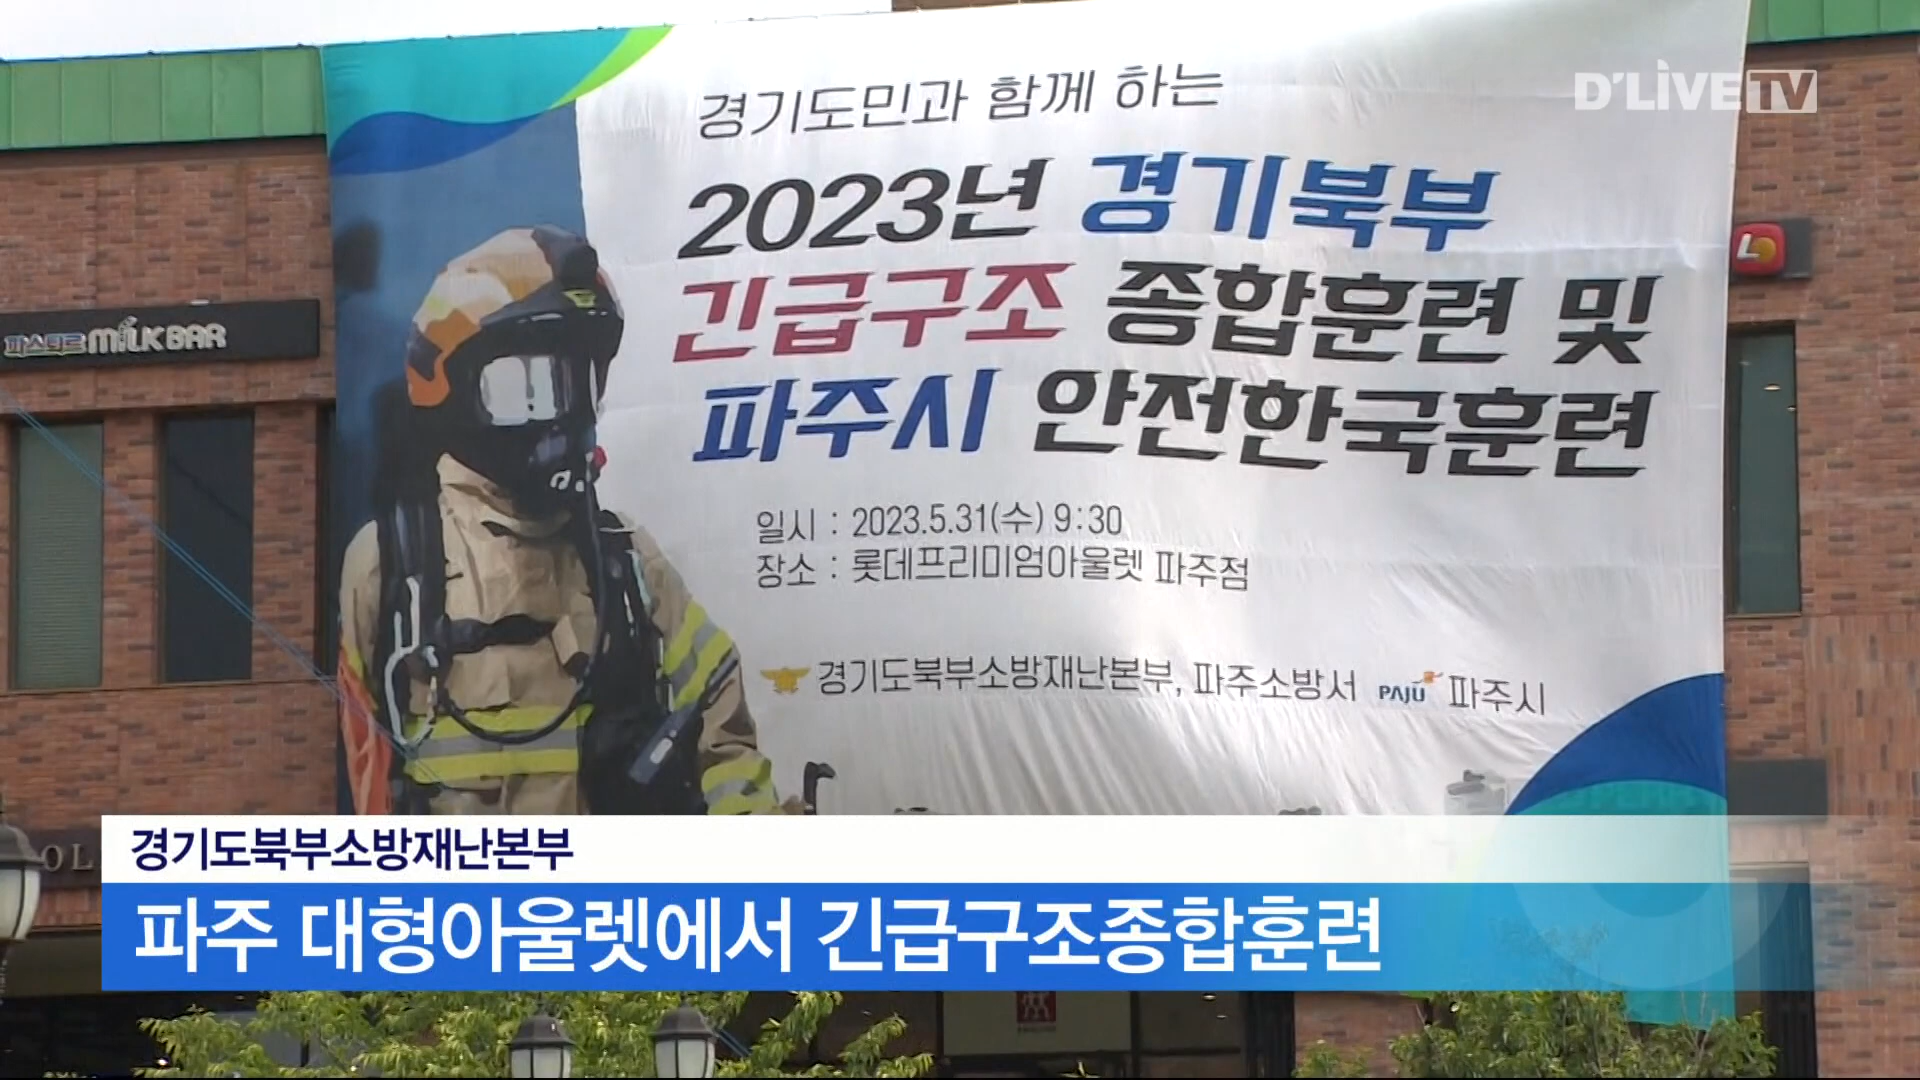 D'LIVE TV
경기도민과 함께 하는
2023년 경기북부
긴급구조 종합훈련 및
파주시 안전한국훈련
일시 : 2023.5.31(수) 9:30
장소 : 롯데프리미엄아울렛 파주점
경기도북부소방재난본부, 파주소방서 PAJU 파주시
파스퇴르 MILK BAR
L
OL
경기도북부소방재난본부
파주 대형아울렛에서 긴급구조종합훈련